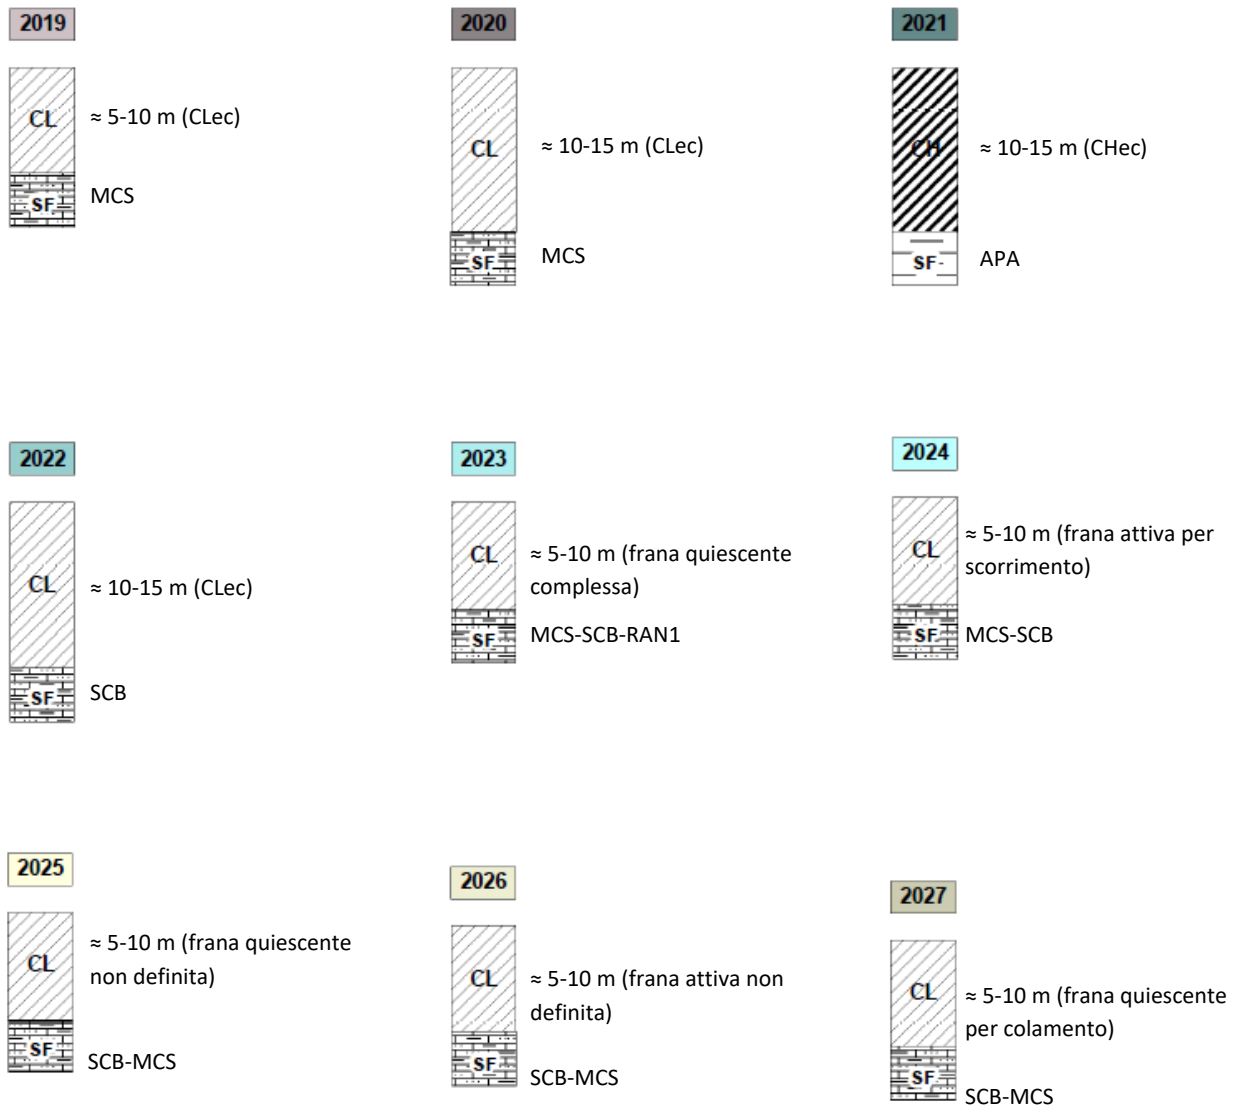 2019
CL
≈ 5-10 m (CLec)
SF
MCS
2020
CL
≈ 10-15 m (CLec)
SF
MCS
2021
CH
≈ 10-15 m (CHec)
SF
APA
2022
CL
≈ 10-15 m (CLec)
SF
SCB
2023
CL
≈ 5-10 m (frana quiescente
complessa)
SF
MCS-SCB-RAN1
2024
CL
≈ 5-10 m (frana attiva per
scorrimento)
SF
MCS-SCB
2025
CL
≈ 5-10 m (frana quiescente
non definita)
SF
SCB-MCS
2026
CL
≈ 5-10 m (frana attiva non
definita)
SF
SCB-MCS
2027
CL
≈ 5-10 m (frana quiescente
per colamento)
SF
SCB-MCS